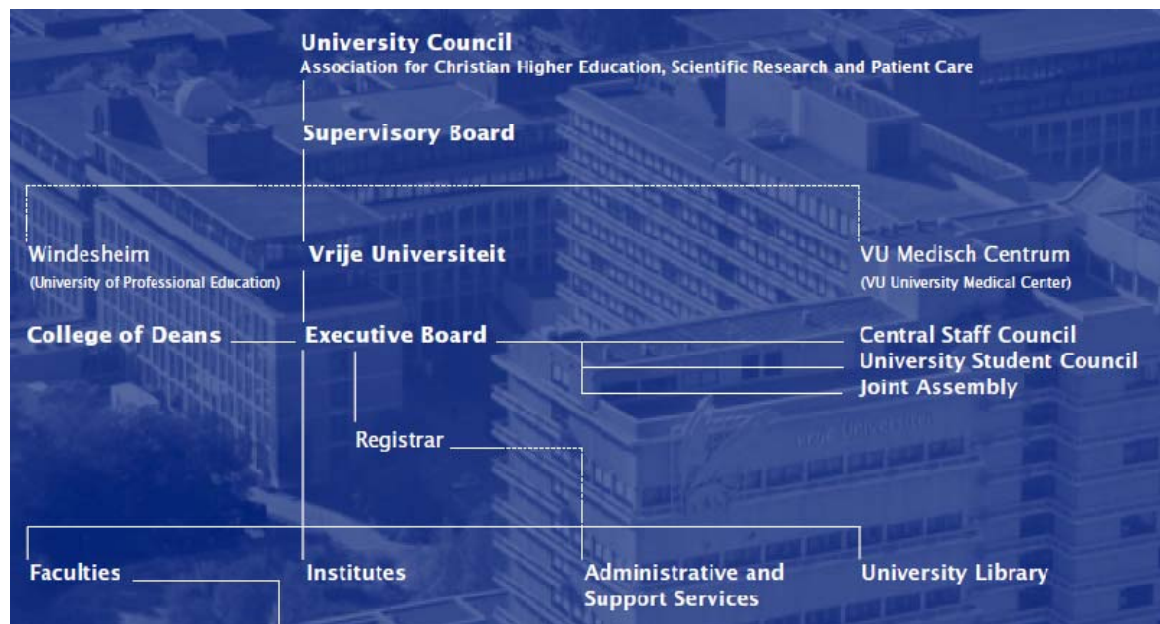 University Council
Association for Christian Higher Education, Scientific Research and Patient Care
Supervisory Board
Windesheim
(University of Professional Education)
Vrije Universiteit
VU Medisch Centrum
(VU University Medical Center)
College of Deans
Executive Board
Central Staff Council
University Student Council
Joint Assembly
vrije Universiteit
Registrar
Faculties
Institutes
Administrative and
Support Services
University Library